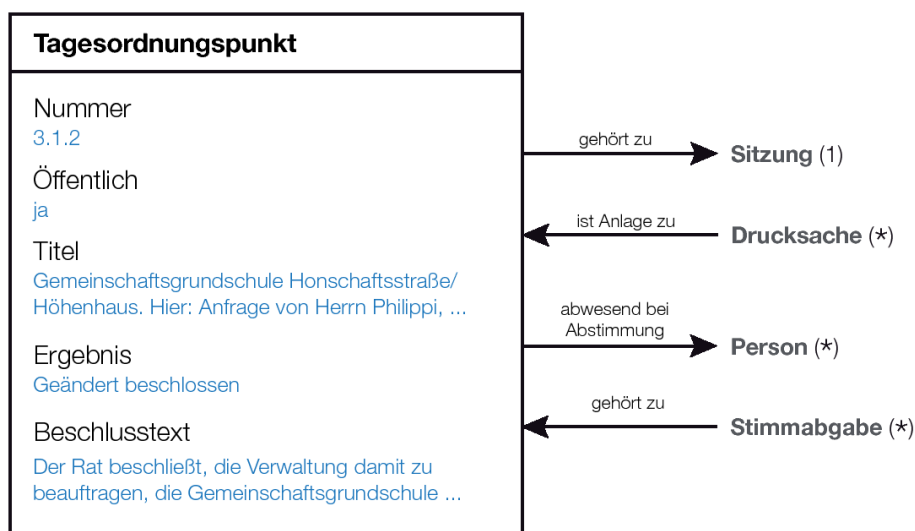 Tagesordnungspunkt
Nummer
3.1.2
Öffentlich
ja
Titel
Gemeinschaftsgrundschule Honschaftsstraße/
Höhenhaus. Hier: Anfrage von Herrn Philippi, ...
Ergebnis
Geändert beschlossen
Beschlusstext
Der Rat beschließt, die Verwaltung damit zu
beauftragen, die Gemeinschaftsgrundschule ...
gehört zu
Sitzung (1)
ist Anlage zu
Drucksache (*)
abwesend bei
Abstimmung
Person (*)
gehört zu
Stimmabgabe (*)